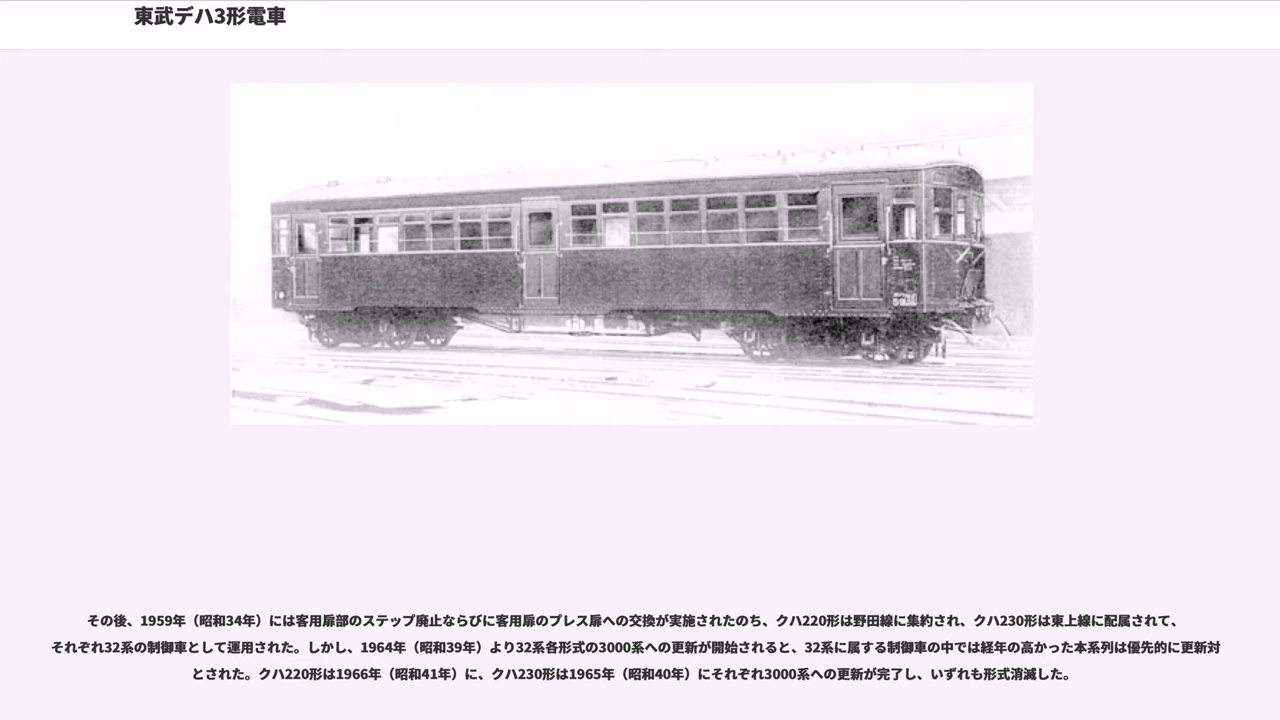 東武デハ3形電車
その後、1959年（昭和34年）には客用扉部のステップ廃止ならびに客用扉のプレス扉への交換が実施されたのち、クハ220形は野田線に集約され、クハ230形は東上線に配属されて、
それぞれ32系の制御車として運用された。しかし、1964年（昭和39年）より32系各形式の3000系への更新が開始されると、32系に属する制御車の中では経年の高かった本系列は優先的に更新対
とされた。クハ220形は1966年（昭和41年）に、クハ230形は1965年（昭和40年）にそれぞれ3000系への更新が完了し、いずれも形式消滅した。